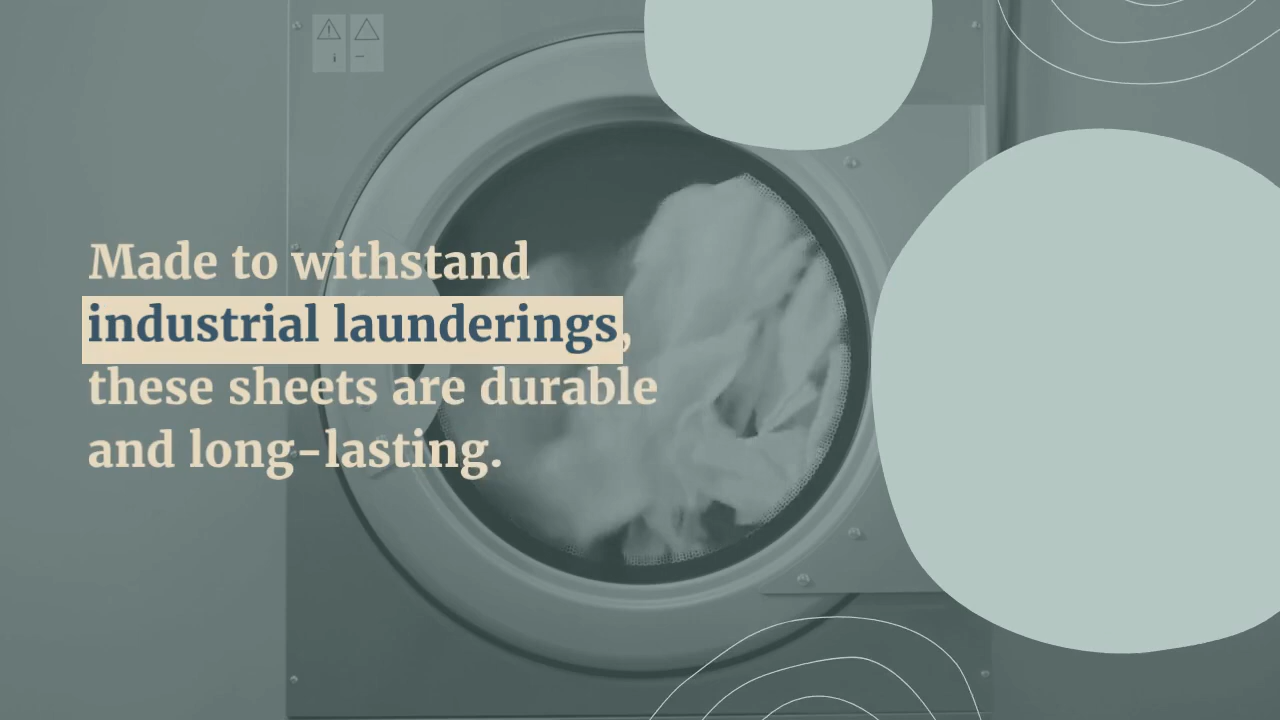 Made to withstand
industrial launderings,
these sheets are durable
and long-lasting.